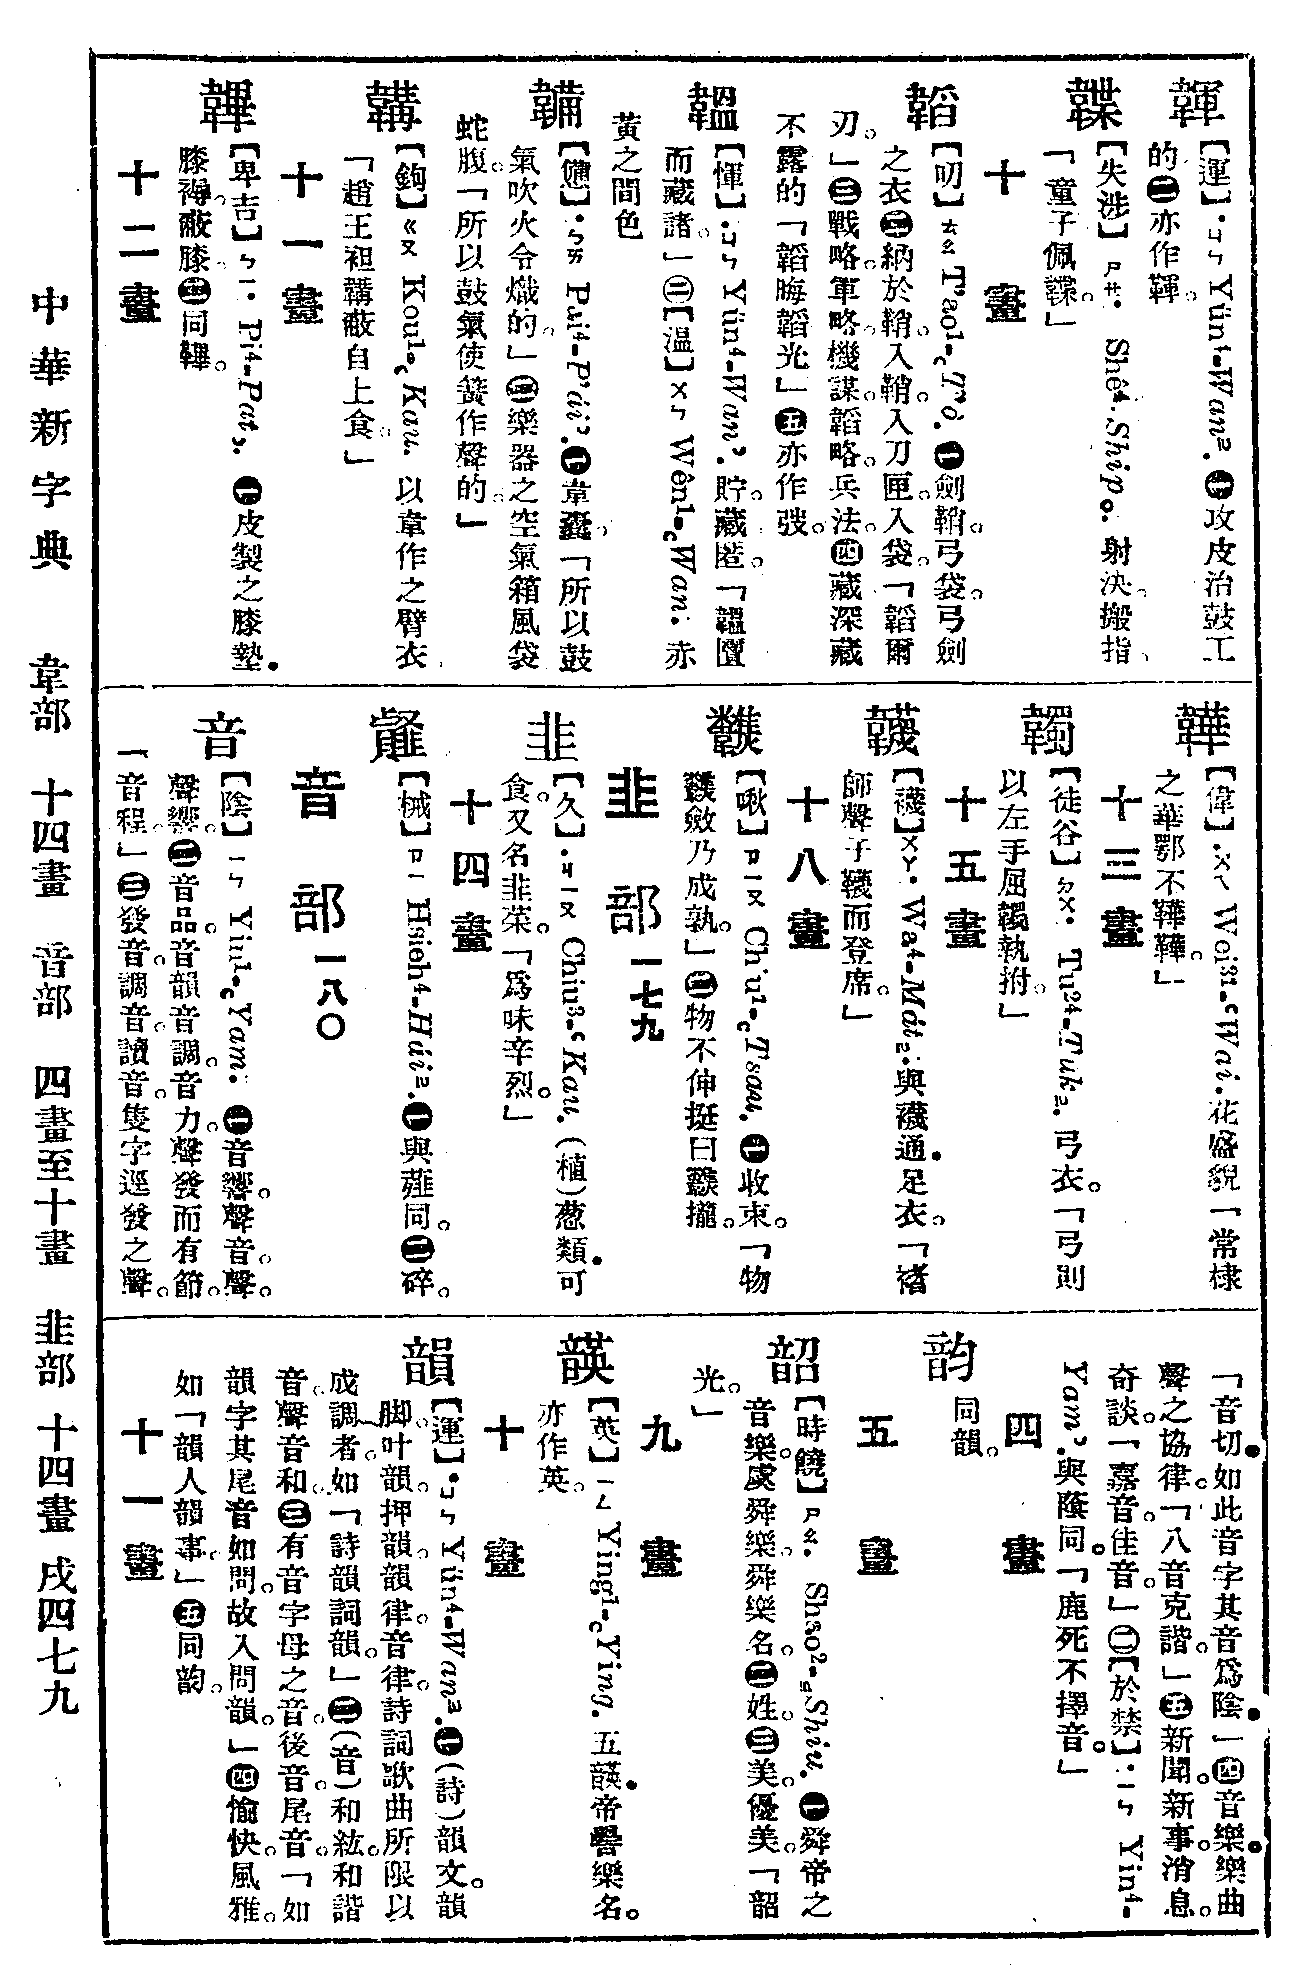 韗
【運】˙ㄩㄣ Yün⁴-Wan². ㊀攻皮治鼓工
的㊁亦作韗。
韘
【失涉】ㄕㄝ˙ Shê⁴. Ship。. 射決。搬指、
「童子佩韘。」
十畫
韜
【叨】ㄊㄠ T'ao¹-꜀T'ò. ㊀劍鞘。弓袋。弓劍
之衣㊁納於鞘。入鞘。入刀匣。入袋。「韜爾
刃。」㊂戰略。軍略。機謀。韜略。兵法。㊃藏深藏
不露的「韜晦韜光」㊄亦作弢。
韞
【惲】˙ㄩㄣ Yün⁴-Wan². 貯。藏。匿。「韞匵
而藏諸。」㊁【温】ㄨㄣ Wên¹-꜀Wan: 赤
黃之間色
韛
【憊】˙ㄅㄞ Pai⁴-P'ái². ㊀韋囊。「所以鼓
氣吹火令熾的。」㊁樂器之空氣箱風袋
蛇腹。「所以鼓氣使簧作聲的。」
韝
【鉤】ㄍㄡ Kou¹-꜀Kau. 以韋作之臂衣
「趙王袒韝蔽自上食。」
十一畫
韠
【卑吉】ㄅㄧ˙ Pi⁴-Pat. ㊀皮製之膝墊.
膝褥。蔽膝。㊁同韠。
十二畫
韡
【偉】˙ㄨㄟ Wei³¹-ᶜWai. 花盛貌「常棣
之華鄂不韡韡。」
十三畫
韣
【徒谷】ㄉㄨ˙ Tu²⁴-Tuk₂. 弓衣。「弓則
以左手屈韣執拊。」
十五畫
韤
【襪】ㄨㄚ˙ Wa⁴-Mát₂: 與襪通.足衣。「褚
師聲子韤而登席。」
十八畫
䪎
【啾】ㄐㄧㄡ Ch'u¹-꜀Tsau. ㊀收束。「物
䪎斂乃成孰。」㊁物不伸挺曰䪎攏。
韭部一七九
韭
【久】˙ㄐㄧㄡ Chiu³-ᶜKau. (植)葱類.可
食。又名韭菜。「爲味辛烈。」
十四畫
䪥
【械】ㄒㄧ Hsieh⁴-Hái². ㊀與薤同。㊁碎。
音部一八〇
音
【陰】ㄧㄣ Yin¹-꜀Yam: ㊀音響。聲音。聲。
聲響。㊁音品。音韻音調。音力。聲發而有節。
「音程。」㊂發音。調音。讀音。隻字逕發之聲。
「音切.如此音字其音爲陰.」㊃音樂.樂曲
聲之協律。「八音克諧。」㊄新聞。新事。消息。
奇談。「嘉音。佳音。」㊁【於禁】˙ㄧㄣ Yin⁴-
Yam². 與蔭同。「鹿死不擇音。」
四畫
韵
同韻。
五畫
韶
【時饒】ㄕㄠ. Shao²-₅Shiu. ㊀舜帝之
音樂。虞舜樂。舜樂名。㊁姓。㊂美。優美。「韶
光。」
九畫
韺
【英】ㄧㄥ Ying¹-꜀Ying. 五韺.帝嚳樂名。
亦作英。
十畫
韻
【運】˙ㄩㄣ Yün⁴-Wan². ㊀(詩)韻文。韻
脚。叶韻。押韻。韻律。音律。詩詞歌曲所限以
成調者。如「詩韻詞韻。」㊁(音)和絃。和諧
音。聲音和。㊂有音字母之音。後音。尾音。「如
韻字其尾音如問。故入問韻。」㊃愉快。風雅。
如「韻人韻事。」㊄同韵。
十一畫
中華新字典　韋部　十四畫　音部　四畫至十畫　韭部　十四畫　戌四七九